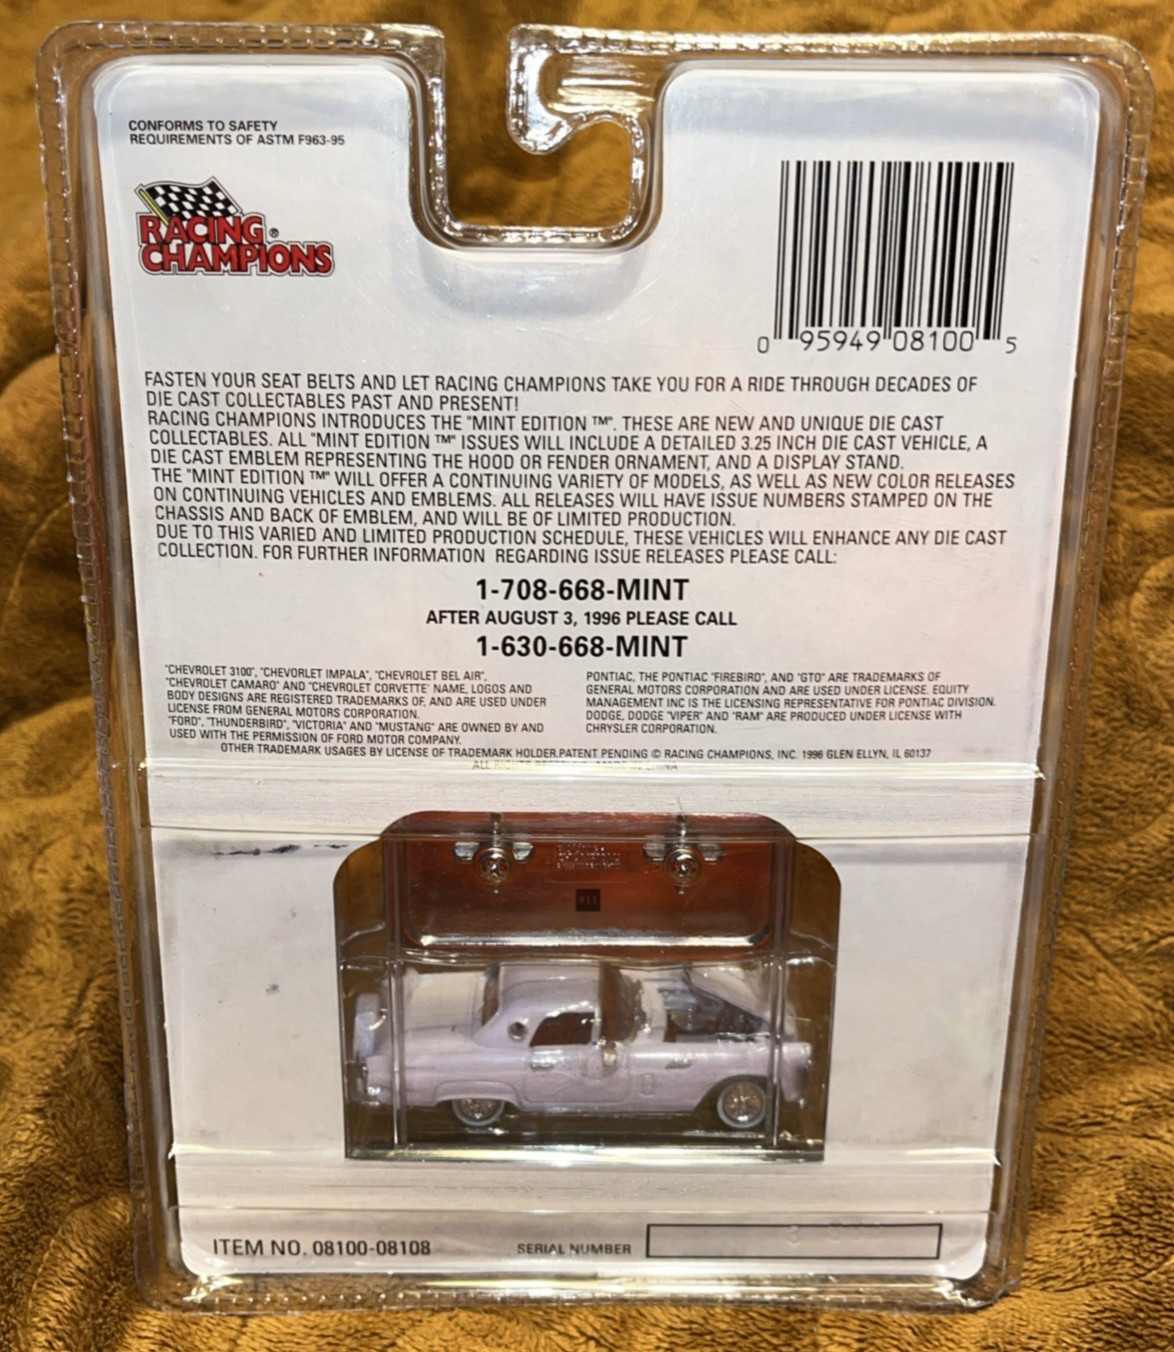 CONFORMS TO SAFETY
REQUIREMENTS OF ASTM F963-95
RACING ®
CHAMPIONS
0 95949 08100 5
FASTEN YOUR SEAT BELTS AND LET RACING CHAMPIONS TAKE YOU FOR A RIDE THROUGH DECADES OF
DIE CAST COLLECTABLES PAST AND PRESENT!
RACING CHAMPIONS INTRODUCES THE "MINT EDITION ™". THESE ARE NEW AND UNIQUE DIE CAST
COLLECTABLES. ALL "MINT EDITION ™" ISSUES WILL INCLUDE A DETAILED 3.25 INCH DIE CAST VEHICLE, A
DIE CAST EMBLEM REPRESENTING THE HOOD OR FENDER ORNAMENT, AND A DISPLAY STAND.
THE "MINT EDITION ™" WILL OFFER A CONTINUING VARIETY OF MODELS, AS WELL AS NEW COLOR RELEASES
ON CONTINUING VEHICLES AND EMBLEMS. ALL RELEASES WILL HAVE ISSUE NUMBERS STAMPED ON THE
CHASSIS AND BACK OF EMBLEM, AND WILL BE OF LIMITED PRODUCTION.
DUE TO THIS VARIED AND LIMITED PRODUCTION SCHEDULE, THESE VEHICLES WILL ENHANCE ANY DIE CAST
COLLECTION. FOR FURTHER INFORMATION REGARDING ISSUE RELEASES PLEASE CALL:
1-708-668-MINT
AFTER AUGUST 3, 1996 PLEASE CALL
1-630-668-MINT
"CHEVROLET 3100", "CHEVORLET IMPALA", "CHEVROLET BEL AIR",
"CHEVROLET CAMARO" AND "CHEVROLET CORVETTE" NAME, LOGOS AND
BODY DESIGNS ARE REGISTERED TRADEMARKS OF, AND ARE USED UNDER
LICENSE FROM GENERAL MOTORS CORPORATION.
"FORD", "THUNDERBIRD", "VICTORIA" AND "MUSTANG" ARE OWNED BY AND
USED WITH THE PERMISSION OF FORD MOTOR COMPANY.
PONTIAC, THE PONTIAC "FIREBIRD", AND "GTO" ARE TRADEMARKS OF
GENERAL MOTORS CORPORATION AND ARE USED UNDER LICENSE. EQUITY
MANAGEMENT INC IS THE LICENSING REPRESENTATIVE FOR PONTIAC DIVISION.
DODGE, DODGE "VIPER" AND "RAM" ARE PRODUCED UNDER LICENSE WITH
CHRYSLER CORPORATION.
OTHER TRADEMARK USAGES BY LICENSE OF TRADEMARK HOLDER.PATENT PENDING © RACING CHAMPIONS, INC. 1996 GLEN ELLYN, IL 60137
ALL RIGHTS RESERVED. MADE IN CHINA
ITEM NO. 08100-08108
SERIAL NUMBER